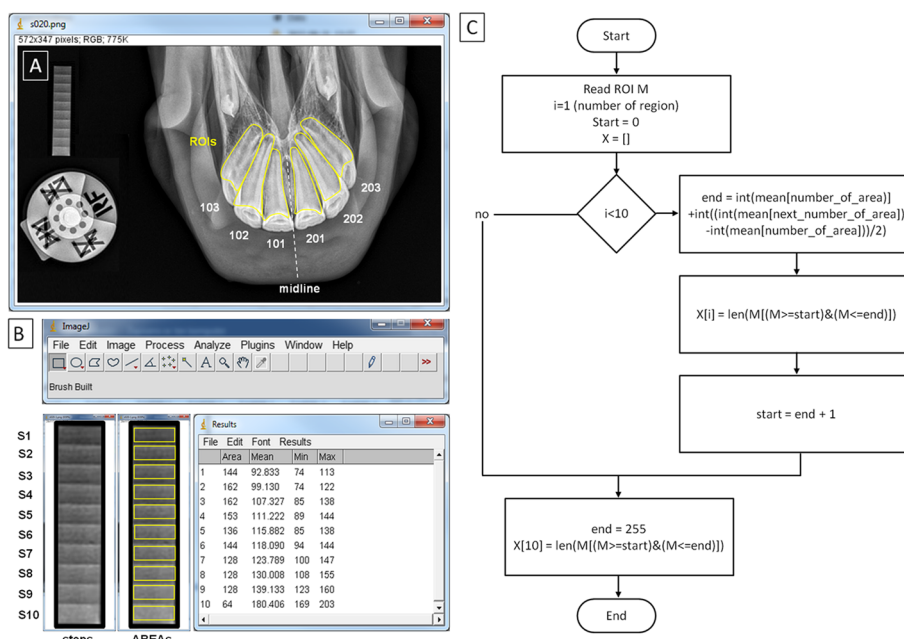 s020.png
572x347 pixels; RGB; 775K
A
ROIs
103
102
101
201
202
203
midline
RF
B
ImageJ
File Edit Image Process Analyze Plugins Window Help
A
>>
Brush Built
S1
S2
S3
S4
S5
S6
S7
S8
S9
S10
steps
AREAs
Results
File Edit Font Results
Area Mean Min Max
1 144 92.833 74 113
2 162 99.130 74 122
3 162 107.327 85 138
4 153 111.222 89 144
5 136 115.882 85 138
6 144 118.090 94 144
7 128 123.789 100 147
8 128 130.008 108 155
9 128 139.133 123 160
10 64 180.406 169 203
C
Start
Read ROI M
i=1 (number of region)
Start = 0
X = []
i<10
no
end = int(mean[number_of_area)]
+int((int(mean[next_number_of_area])
-int(mean[number_of_area]))/2)
X[i] = len(M[(M>=start)&(M<=end)])
start = end + 1
end = 255
X[10] = len(M[(M>=start)&(M<=end)])
End